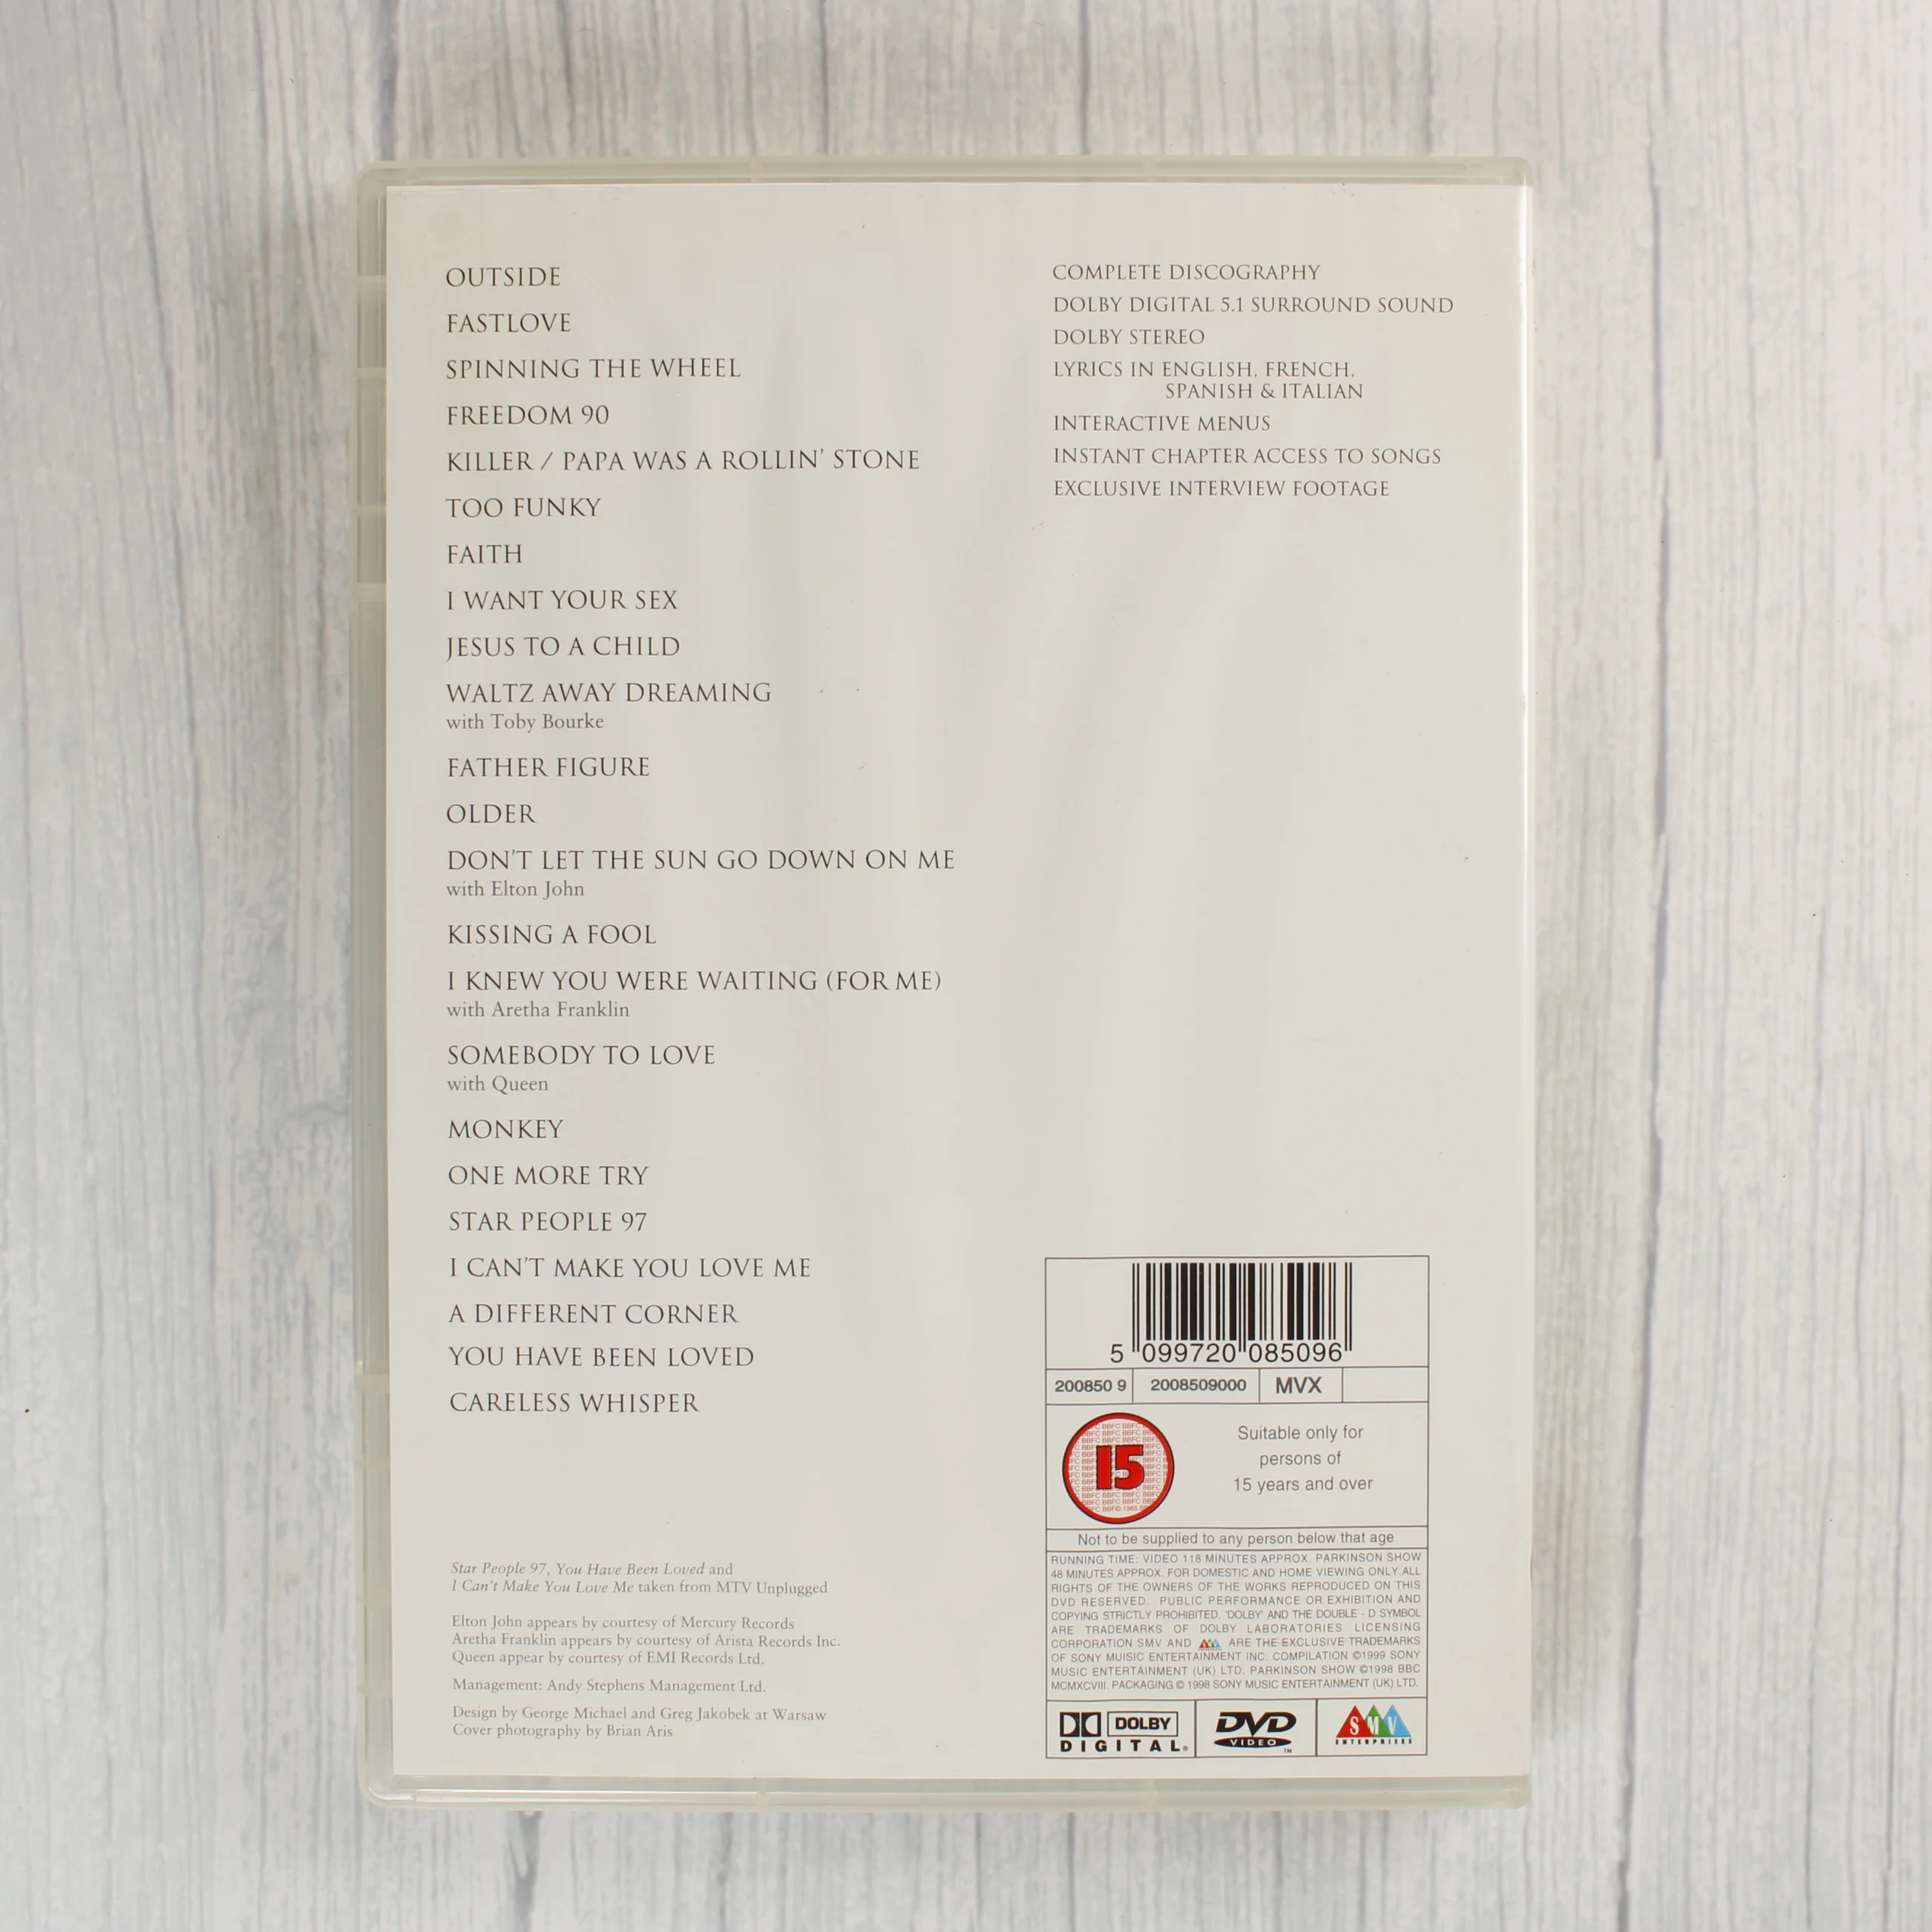 OUTSIDE
FASTLOVE
SPINNING THE WHEEL
FREEDOM 90
KILLER / PAPA WAS A ROLLIN' STONE
TOO FUNKY
FAITH
I WANT YOUR SEX
JESUS TO A CHILD
WALTZ AWAY DREAMING
with Toby Bourke
FATHER FIGURE
OLDER
DON'T LET THE SUN GO DOWN ON ME
with Elton John
KISSING A FOOL
I KNEW YOU WERE WAITING (FOR ME)
with Aretha Franklin
SOMEBODY TO LOVE
with Queen
MONKEY
ONE MORE TRY
STAR PEOPLE 97
I CAN'T MAKE YOU LOVE ME
A DIFFERENT CORNER
YOU HAVE BEEN LOVED
CARELESS WHISPER
Star People 97, You Have Been Loved and
I Can't Make You Love Me taken from MTV Unplugged
Elton John appears by courtesy of Mercury Records
Aretha Franklin appears by courtesy of Arista Records Inc.
Queen appear by courtesy of EMI Records Ltd.
Management: Andy Stephens Management Ltd.
Design by George Michael and Greg Jakobek at Warsaw
Cover photography by Brian Aris
COMPLETE DISCOGRAPHY
DOLBY DIGITAL 5.1 SURROUND SOUND
DOLBY STEREO
LYRICS IN ENGLISH, FRENCH,
SPANISH & ITALIAN
INTERACTIVE MENUS
INSTANT CHAPTER ACCESS TO SONGS
EXCLUSIVE INTERVIEW FOOTAGE
5 099720 085096
200850 9 2008509000 MVX
15
Suitable only for
persons of
15 years and over
Not to be supplied to any person below that age
RUNNING TIME: VIDEO 118 MINUTES APPROX. PARKINSON SHOW
48 MINUTES APPROX. FOR DOMESTIC AND HOME VIEWING ONLY. ALL
RIGHTS OF THE OWNERS OF THE WORKS REPRODUCED ON THIS
DVD RESERVED. PUBLIC PERFORMANCE OR EXHIBITION AND
COPYING STRICTLY PROHIBITED. 'DOLBY' AND THE DOUBLE - D SYMBOL
ARE TRADEMARKS OF DOLBY LABORATORIES LICENSING
CORPORATION SMV AND ARE THE EXCLUSIVE TRADEMARKS
OF SONY MUISIC ENTERTAINMENT INC. COMPILATION ©1999 SONY
MUSIC ENTERTAINMENT (UK) LTD. PARKINSON SHOW ©1998 BBC
MCMXCVIII. PACKAGING © 1998 SONY MUSIC ENTERTAINMENT (UK) LTD.
DOLBY
DIGITAL
DVD
VIDEO
TM
SMV
ENTERPRISES